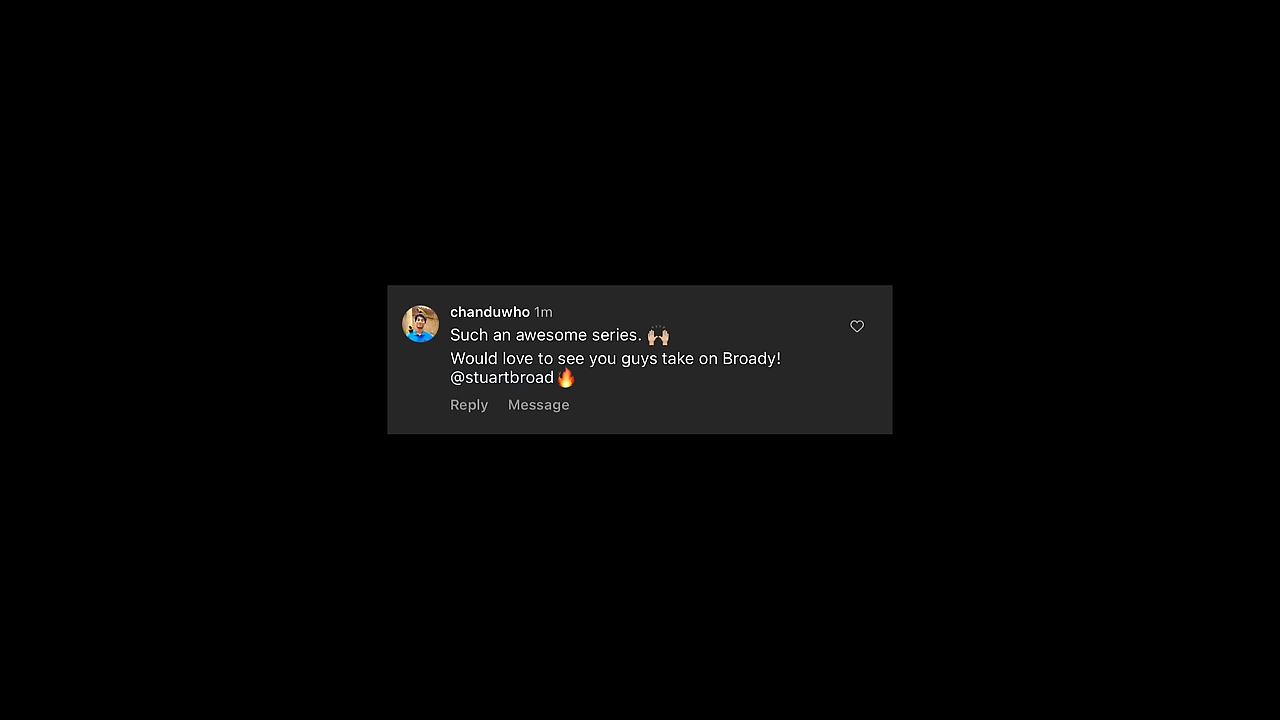 chanduwho 1m
Such an awesome series. 🙌🏼
Would love to see you guys take on Broady!
@stuartbroad 🔥
Reply Message